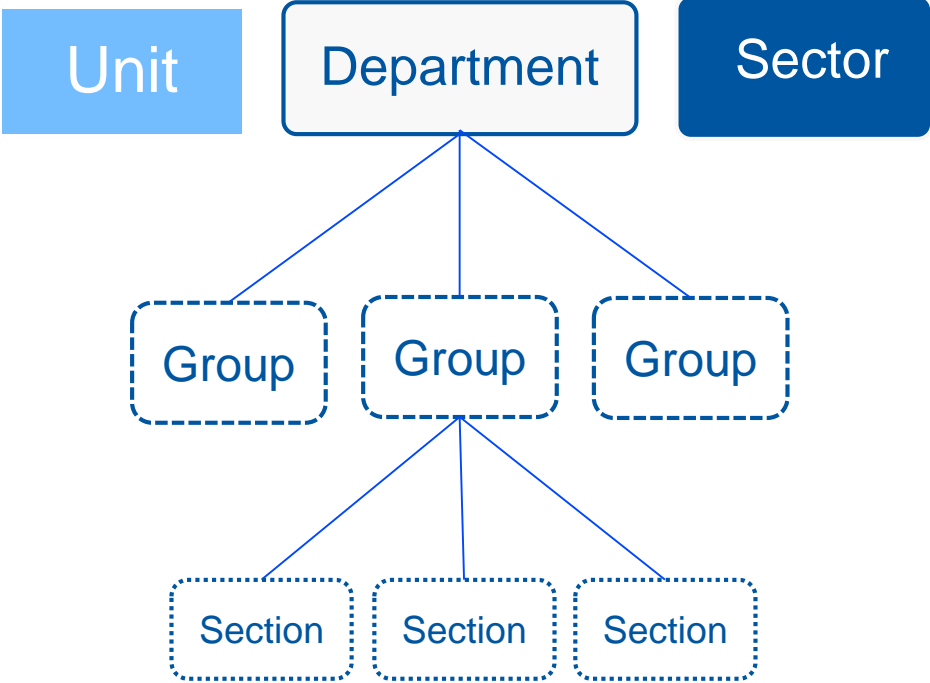 Unit
Department
Sector
Group
Group
Group
Section
Section
Section